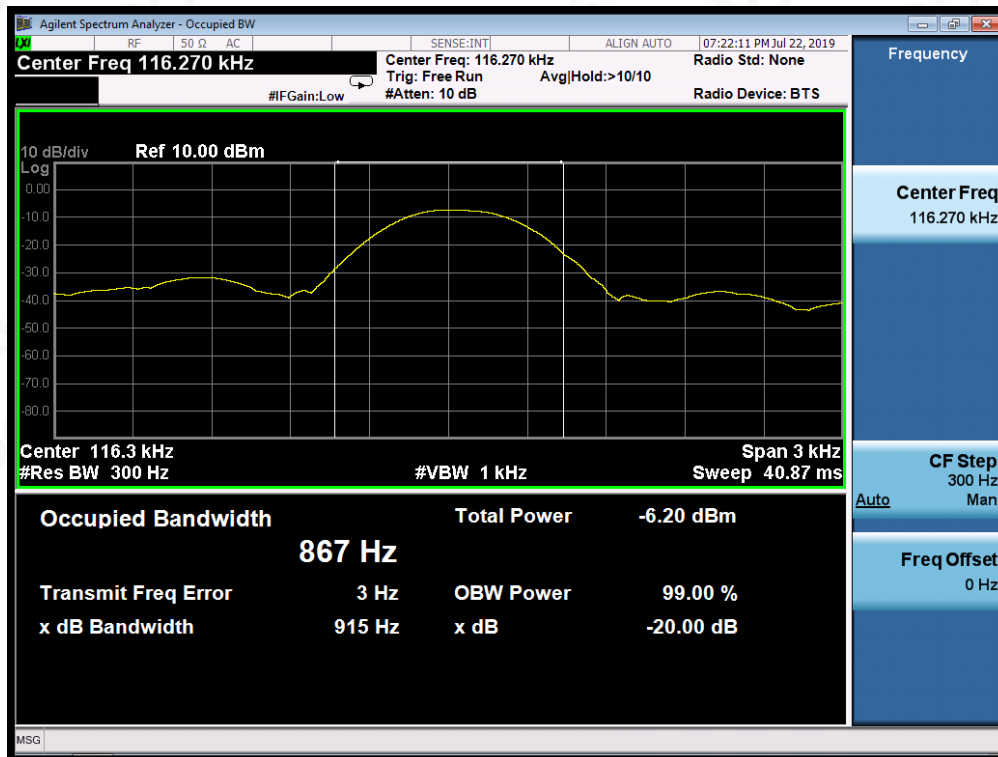 Agilent Spectrum Analyzer - Occupied BW
LXI RF 50 Ω AC SENSE:INT ALIGN AUTO 07:22:11 PM Jul 22, 2019
Center Freq 116.270 kHz
Center Freq: 116.270 kHz Radio Std: None
Trig: Free Run Avg|Hold:>10/10
#IFGain:Low #Atten: 10 dB Radio Device: BTS
10 dB/div Ref 10.00 dBm
Log
0.00
-10.0
-20.0
-30.0
-40.0
-50.0
-60.0
-70.0
-80.0
Center 116.3 kHz Span 3 kHz
#Res BW 300 Hz #VBW 1 kHz Sweep 40.87 ms
Occupied Bandwidth Total Power -6.20 dBm
867 Hz
Transmit Freq Error 3 Hz OBW Power 99.00 %
x dB Bandwidth 915 Hz x dB -20.00 dB
MSG
Frequency
Center Freq
116.270 kHz
CF Step
300 Hz
Auto Man
Freq Offset
0 Hz